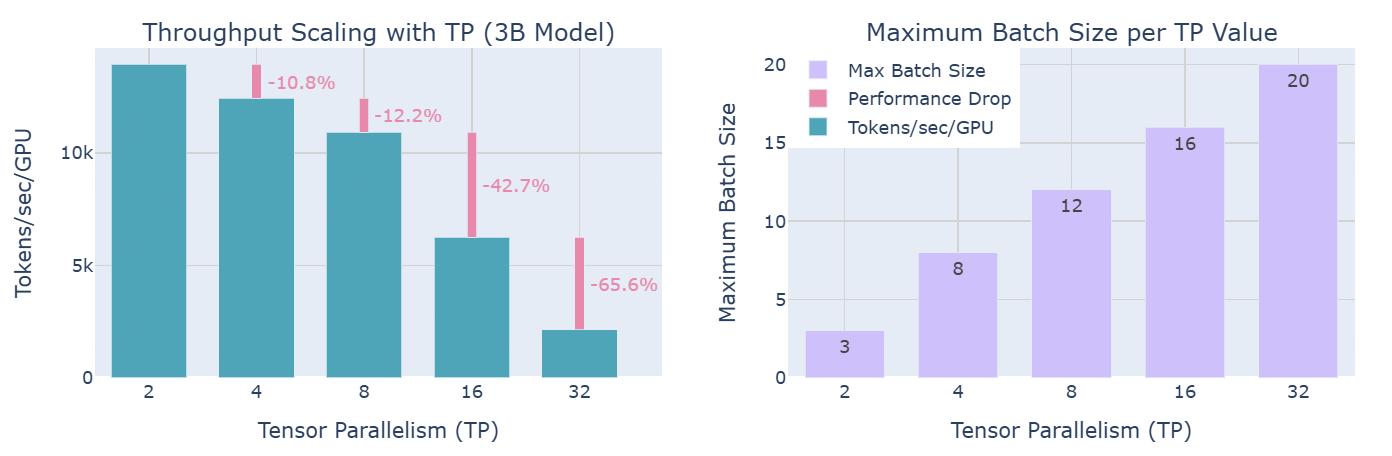 Throughput Scaling with TP (3B Model)
Tokens/sec/GPU
10k
5k
0
-10.8%
-12.2%
-42.7%
-65.6%
2 4 8 16 32
Tensor Parallelism (TP)
Maximum Batch Size per TP Value
Maximum Batch Size
20
15
10
5
0
Max Batch Size
Performance Drop
Tokens/sec/GPU
3
8
12
16
20
2 4 8 16 32
Tensor Parallelism (TP)